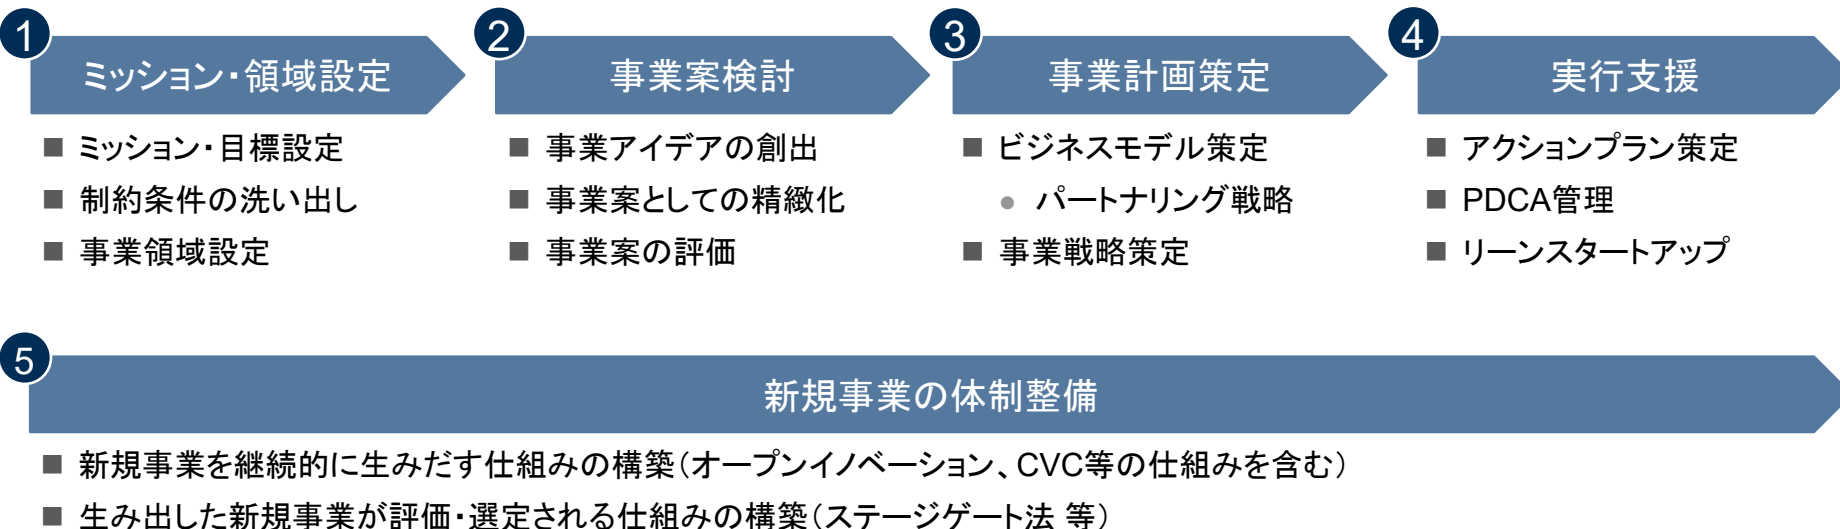 1
ミッション・領域設定
ミッション・目標設定
制約条件の洗い出し
事業領域設定
2
事業案検討
事業アイデアの創出
事業案としての精緻化
事業案の評価
3
事業計画策定
ビジネスモデル策定
パートナリング戦略
事業戦略策定
4
実行支援
アクションプラン策定
PDCA管理
リーンスタートアップ
5
新規事業の体制整備
新規事業を継続的に生みだす仕組みの構築（オープンイノベーション、CVC等の仕組みを含む）
生み出した新規事業が評価・選定される仕組みの構築（ステージゲート法 等）